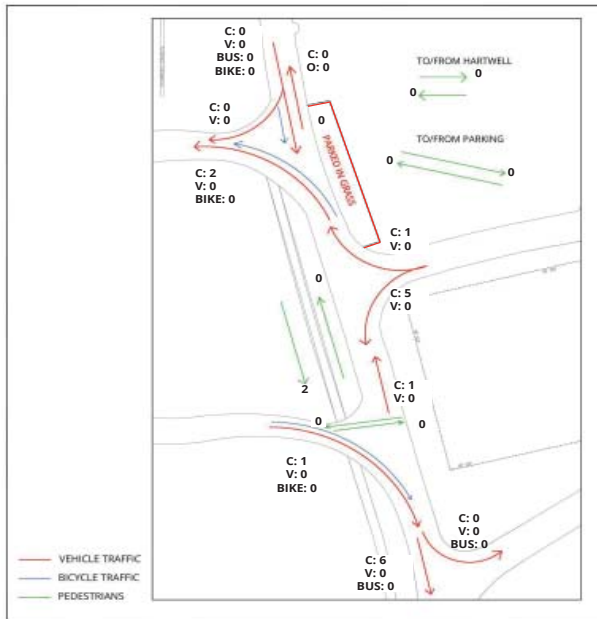 C: 0
V: 0
BUS: 0
BIKE: 0
C: 0
O: 0
TO/FROM HARTWELL
0
0
C: 0
V: 0
0
PARKED IN GRASS
TO/FROM PARKING
0
0
C: 2
V: 0
BIKE: 0
C: 1
V: 0
0
C: 5
V: 0
2
C: 1
V: 0
0
0
C: 1
V: 0
BIKE: 0
C: 0
V: 0
BUS: 0
C: 6
V: 0
BUS: 0
VEHICLE TRAFFIC
BICYCLE TRAFFIC
PEDESTRIANS